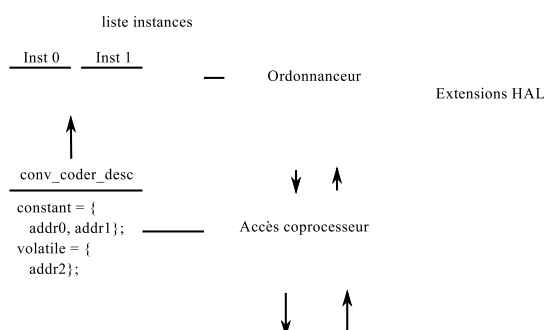 liste instances
Inst 0 Inst 1
Ordonnanceur
Extensions HAL
conv_coder_desc
constant = {
addr0, addr1};
volatile = {
addr2};
Accès coprocesseur